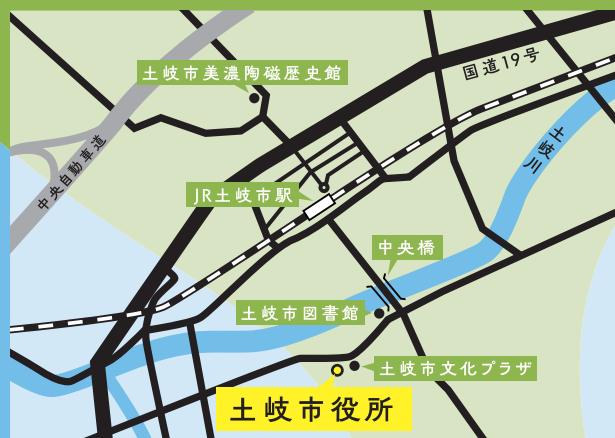 国道19号
土岐市美濃陶磁歴史館
中央自動車道
土岐川
JR土岐市駅
中央橋
土岐市図書館
土岐市文化プラザ
土岐市役所